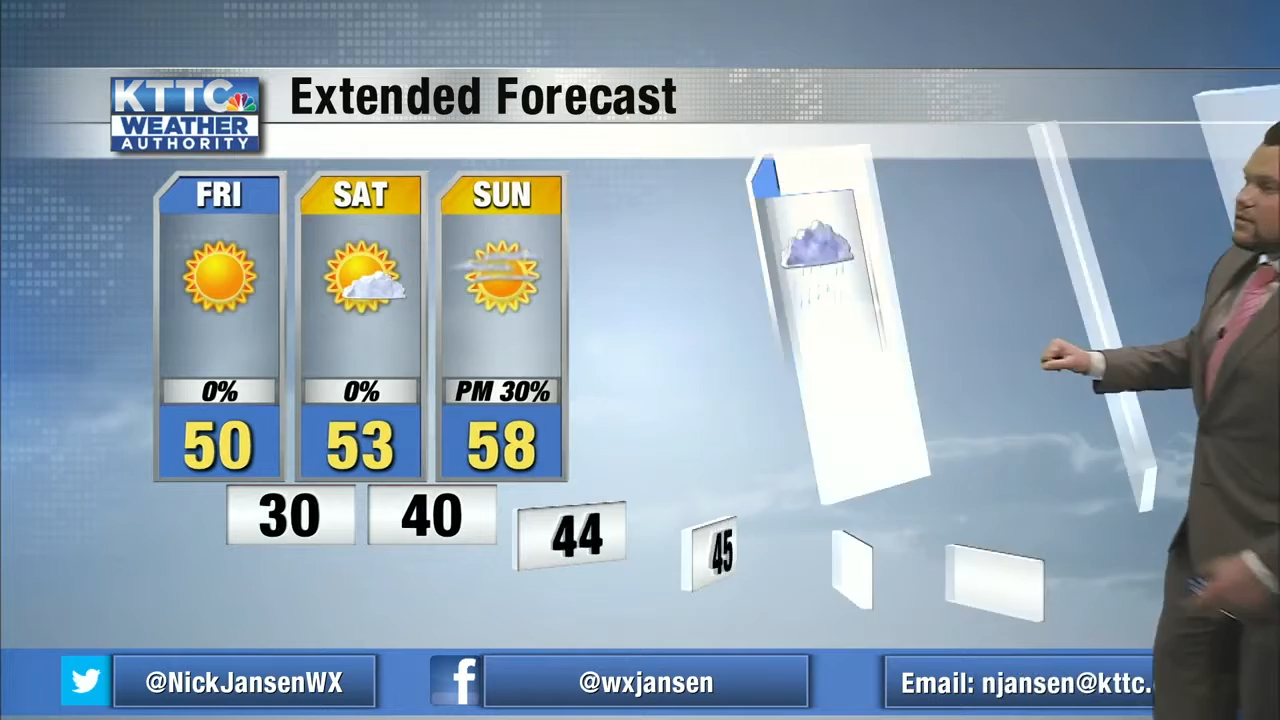 KTTC
WEATHER
AUTHORITY
Extended Forecast
FRI
SAT
SUN
0%
0%
PM 30%
50
53
58
30
40
44
45
@NickJansenWX
@wxjansen
Email: njansen@kttc.